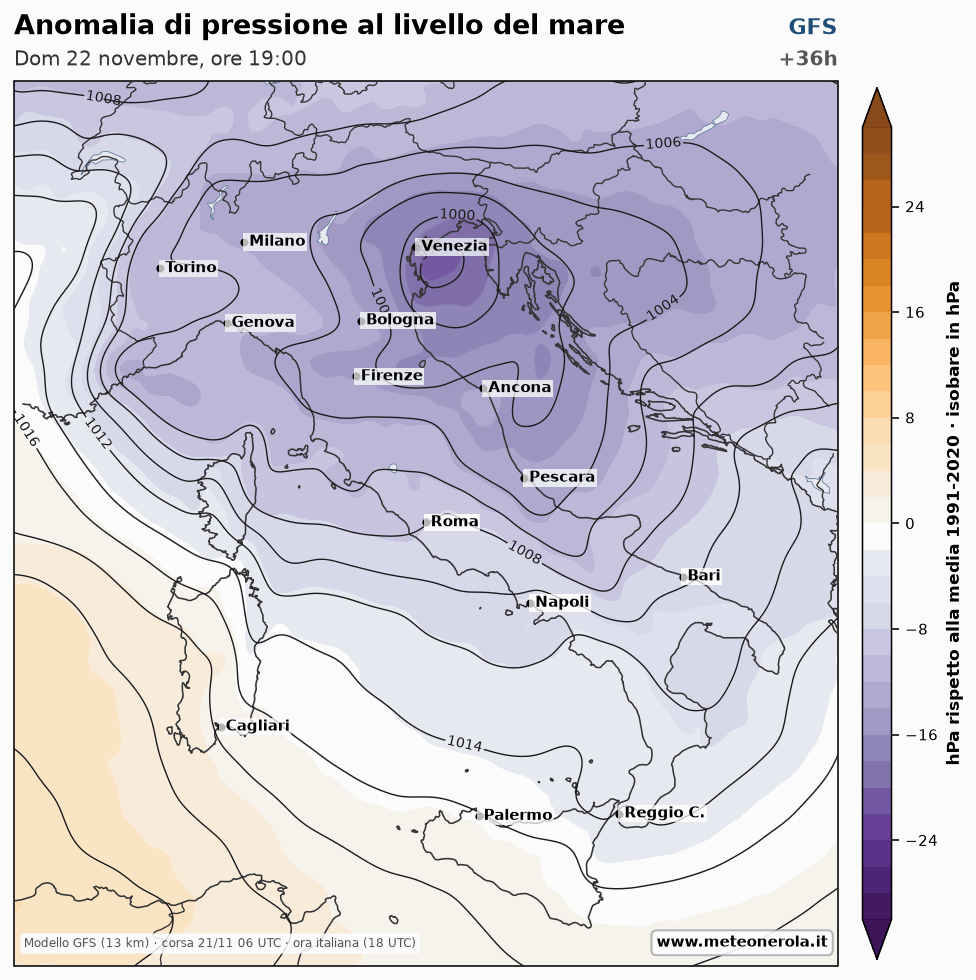 Anomalia di pressione al livello del mare
GFS
Dom 22 novembre, ore 19:00
+36h
1008
1006
1000
Venezia
Milano
Torino
1004
100
Genova
Bologna
Firenze
Ancona
1016
1012
Pescara
Roma
1008
Bari
Napoli
Cagliari
1014
Palermo
Reggio C.
Modello GFS (13 km) · corsa 21/11 06 UTC · ora italiana (18 UTC)
www.meteonerola.it
24
16
8
0
−8
−16
−24
hPa rispetto alla media 1991-2020 · isobare in hPa